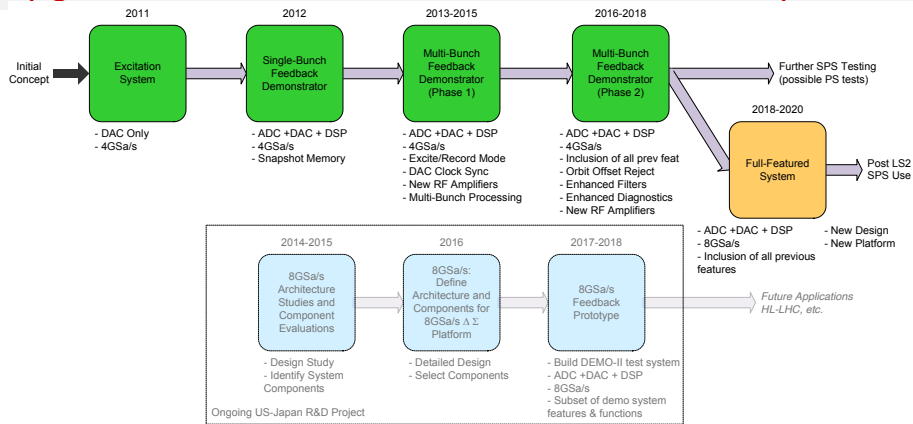 2011
2012
2013-2015
2016-2018
Initial
Concept
Excitation
System
Single-Bunch
Feedback
Demonstrator
Multi-Bunch
Feedback
Demonstrator
(Phase 1)
Multi-Bunch
Feedback
Demonstrator
(Phase 2)
Further SPS Testing
(possible PS tests)
- DAC Only
- 4GSa/s
- ADC +DAC + DSP
- 4GSa/s
- Snapshot Memory
- ADC +DAC + DSP
- 4GSa/s
- Excite/Record Mode
- DAC Clock Sync
- New RF Amplifiers
- Multi-Bunch Processing
- ADC +DAC + DSP
- 4GSa/s
- Inclusion of all prev feat
- Orbit Offset Reject
- Enhanced Filters
- Enhanced Diagnostics
- New RF Amplifiers
2018-2020
Full-Featured
System
Post LS2
SPS Use
- ADC +DAC + DSP
- 8GSa/s
- Inclusion of all previous
features
- New Design
- New Platform
2014-2015
2016
2017-2018
8GSa/s
Architecture
Studies and
Component
Evaluations
8GSa/s:
Define
Architecture and
Components for
8GSa/s Δ Σ
Platform
8GSa/s
Feedback
Prototype
Future Applications
HL-LHC, etc.
- Design Study
- Identify System
Components
- Detailed Design
- Select Components
- Build DEMO-II test system
- ADC +DAC + DSP
- 8GSa/s
- Subset of demo system
features & functions
Ongoing US-Japan R&D Project